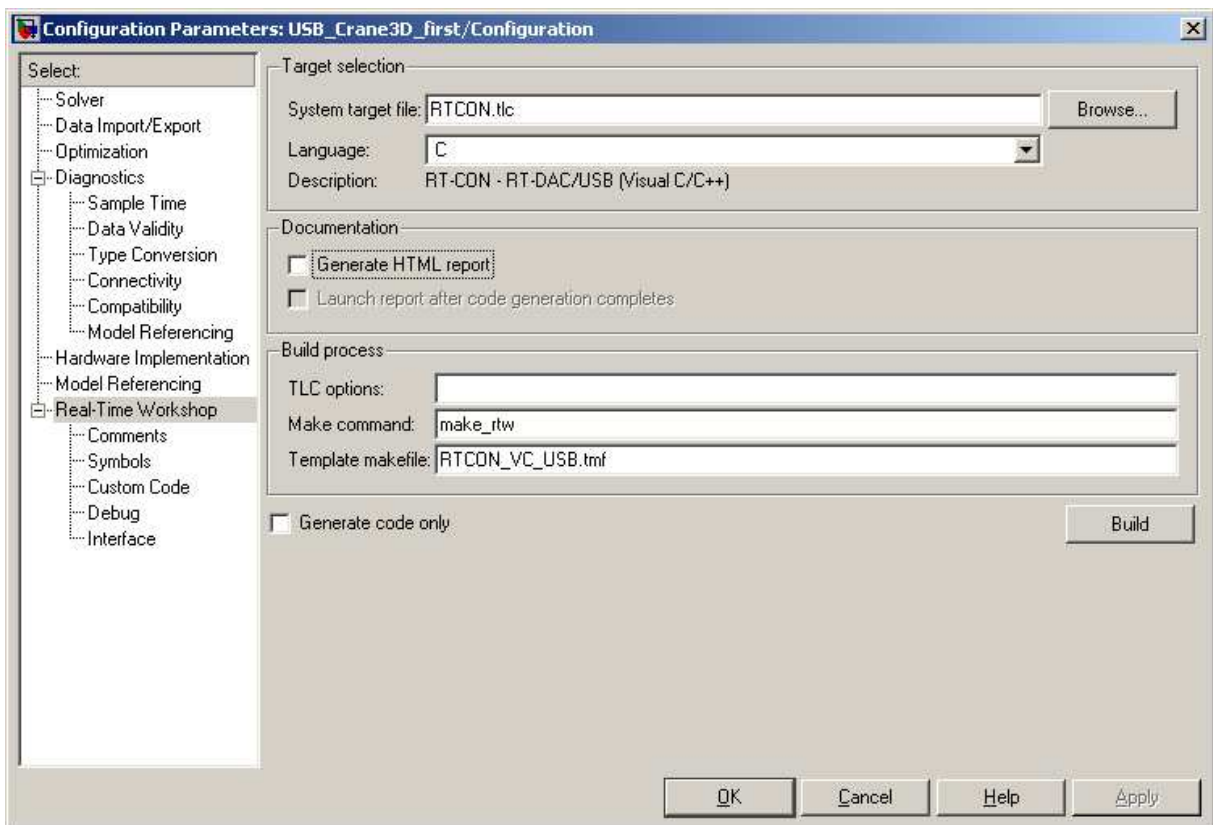 Configuration Parameters: USB_Crane3D_first/Configuration
Select:
Solver
Data Import/Export
Optimization
Diagnostics
Sample Time
Data Validity
Type Conversion
Connectivity
Compatibility
Model Referencing
Hardware Implementation
Model Referencing
Real-Time Workshop
Comments
Symbols
Custom Code
Debug
Interface
Target selection
System target file: RTCON.tlc Browse...
Language: C
Description: RT-CON - RT-DAC/USB (Visual C/C++)
Documentation
Generate HTML report
Launch report after code generation completes
Build process
TLC options:
Make command: make_rtw
Template makefile: RTCON_VC_USB.tmf
Generate code only Build
OK Cancel Help Apply